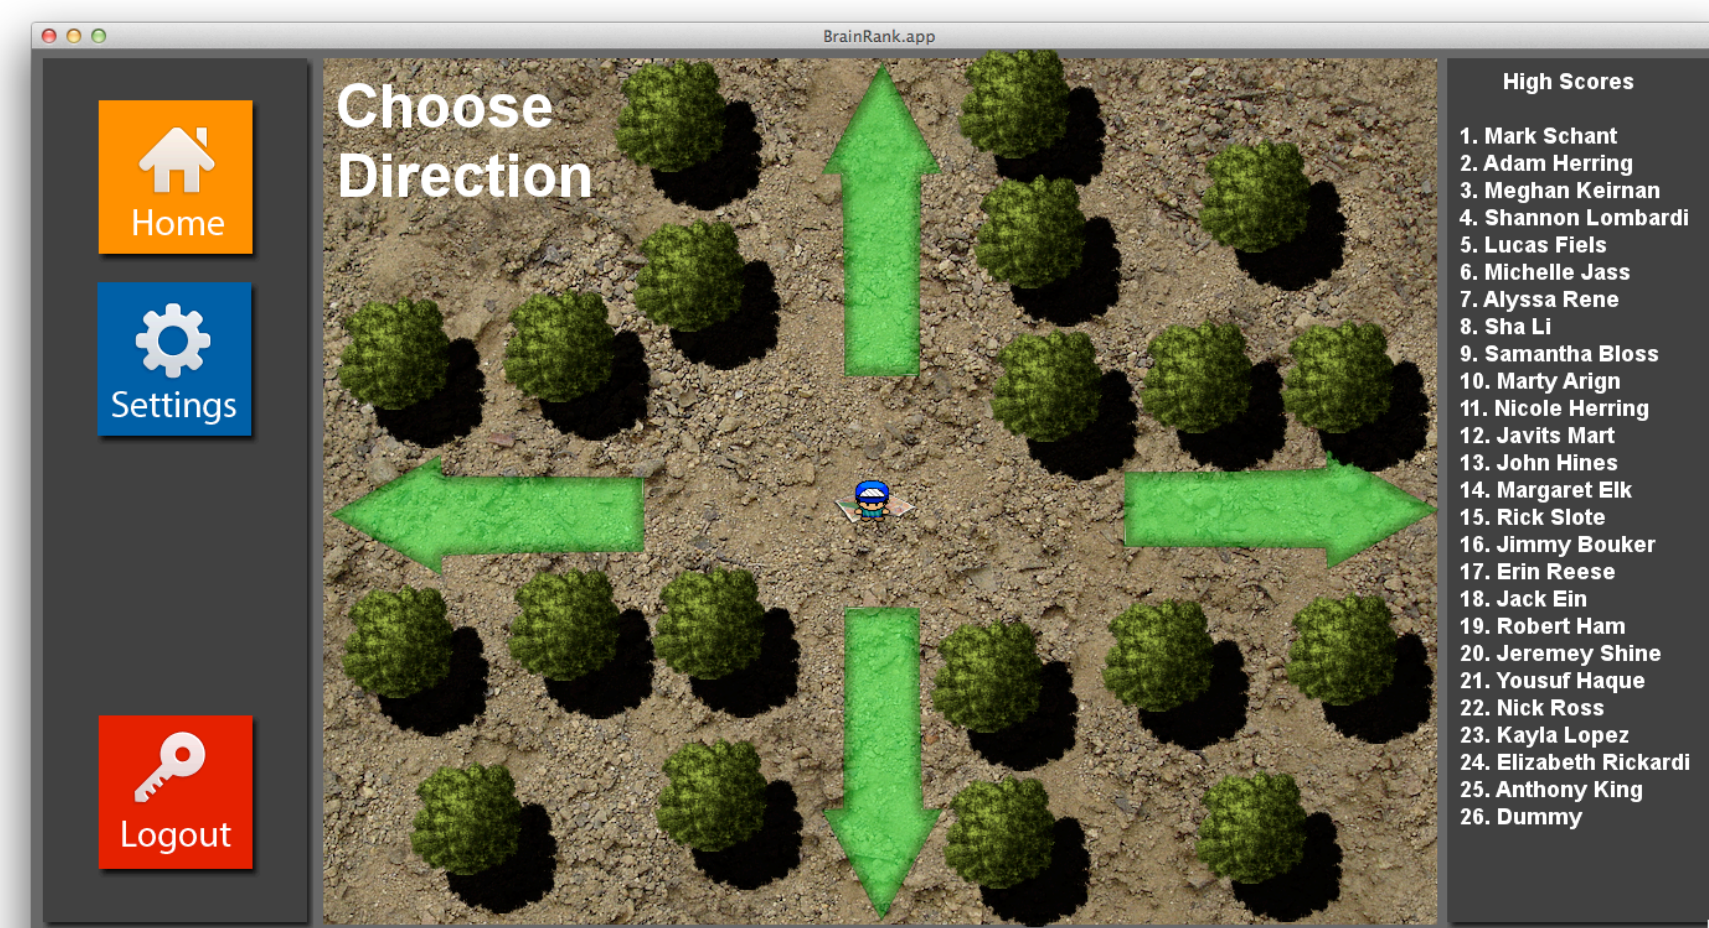 BrainRank.app
Home
Settings
Logout
Choose
Direction
High Scores
1. Mark Schant
2. Adam Herring
3. Meghan Keirnan
4. Shannon Lombardi
5. Lucas Fiels
6. Michelle Jass
7. Alyssa Rene
8. Sha Li
9. Samantha Bloss
10. Marty Arign
11. Nicole Herring
12. Javits Mart
13. John Hines
14. Margaret Elk
15. Rick Slote
16. Jimmy Bouker
17. Erin Reese
18. Jack Ein
19. Robert Ham
20. Jeremey Shine
21. Yousuf Haque
22. Nick Ross
23. Kayla Lopez
24. Elizabeth Rickardi
25. Anthony King
26. Dummy